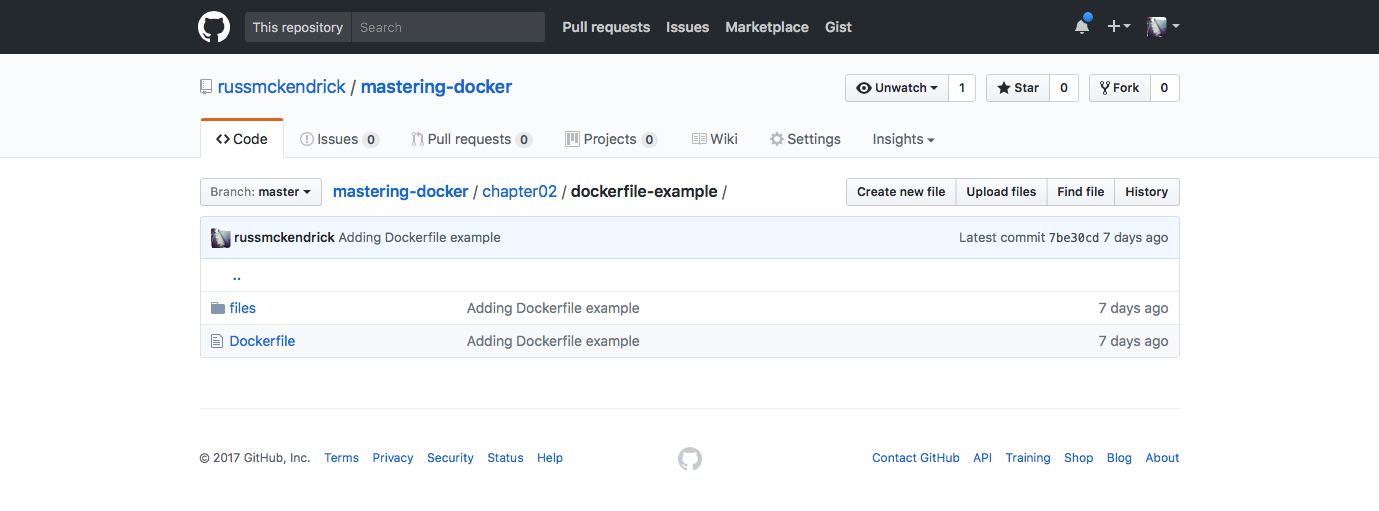 This repository Search Pull requests Issues Marketplace Gist
russmckendrick / mastering-docker Unwatch 1 Star 0 Fork 0
Code Issues 0 Pull requests 0 Projects 0 Wiki Settings Insights
Branch: master mastering-docker / chapter02 / dockerfile-example / Create new file Upload files Find file History
russmckendrick Adding Dockerfile example Latest commit 7be30cd 7 days ago
..
files Adding Dockerfile example 7 days ago
Dockerfile Adding Dockerfile example 7 days ago
© 2017 GitHub, Inc. Terms Privacy Security Status Help Contact GitHub API Training Shop Blog About